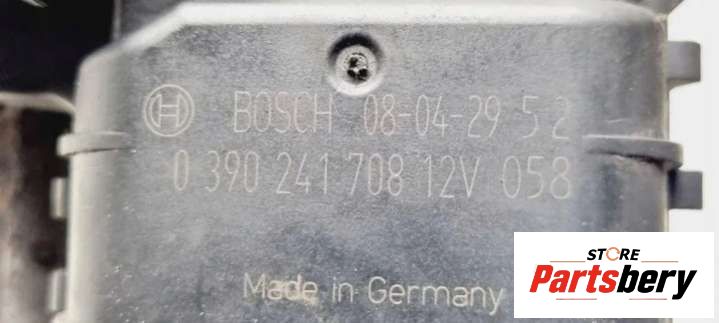 BOSCH 08-04-29 5 2
0 390 241 708 12V 058
Made in Germany
STORE
Partsbery